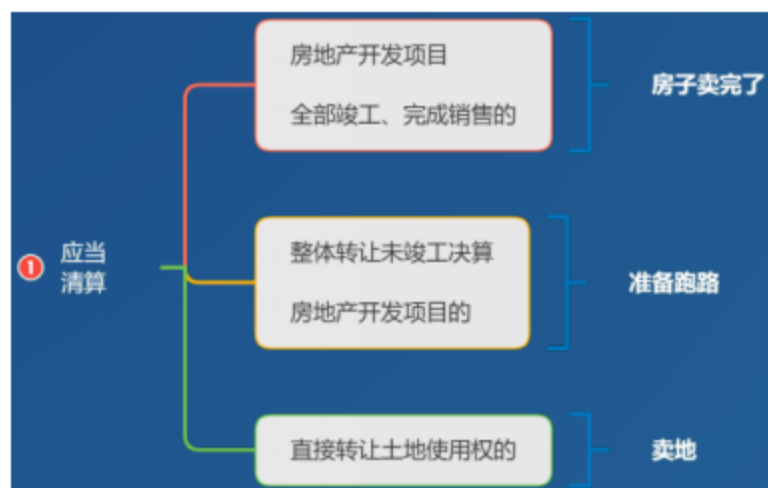 房地产开发项目
全部竣工、完成销售的
房子卖完了
1
应当
清算
整体转让未竣工决算
房地产开发项目的
准备跑路
直接转让土地使用权的
卖地